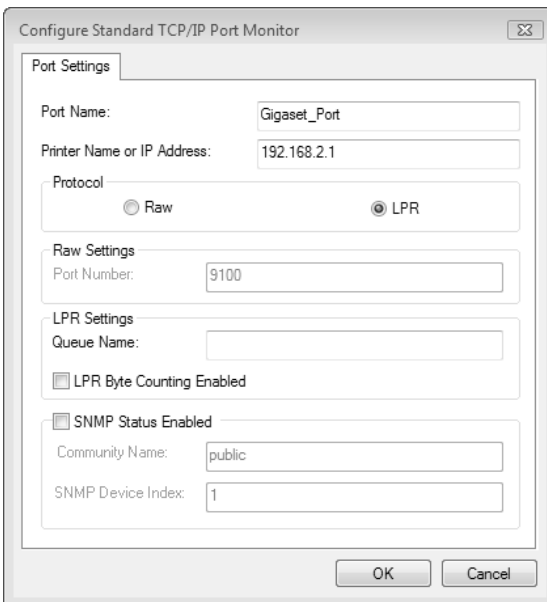 Configure Standard TCP/IP Port Monitor
Port Settings
Port Name: Gigaset_Port
Printer Name or IP Address: 192.168.2.1
Protocol
Raw LPR
Raw Settings
Port Number: 9100
LPR Settings
Queue Name:
LPR Byte Counting Enabled
SNMP Status Enabled
Community Name: public
SNMP Device Index: 1
OK Cancel